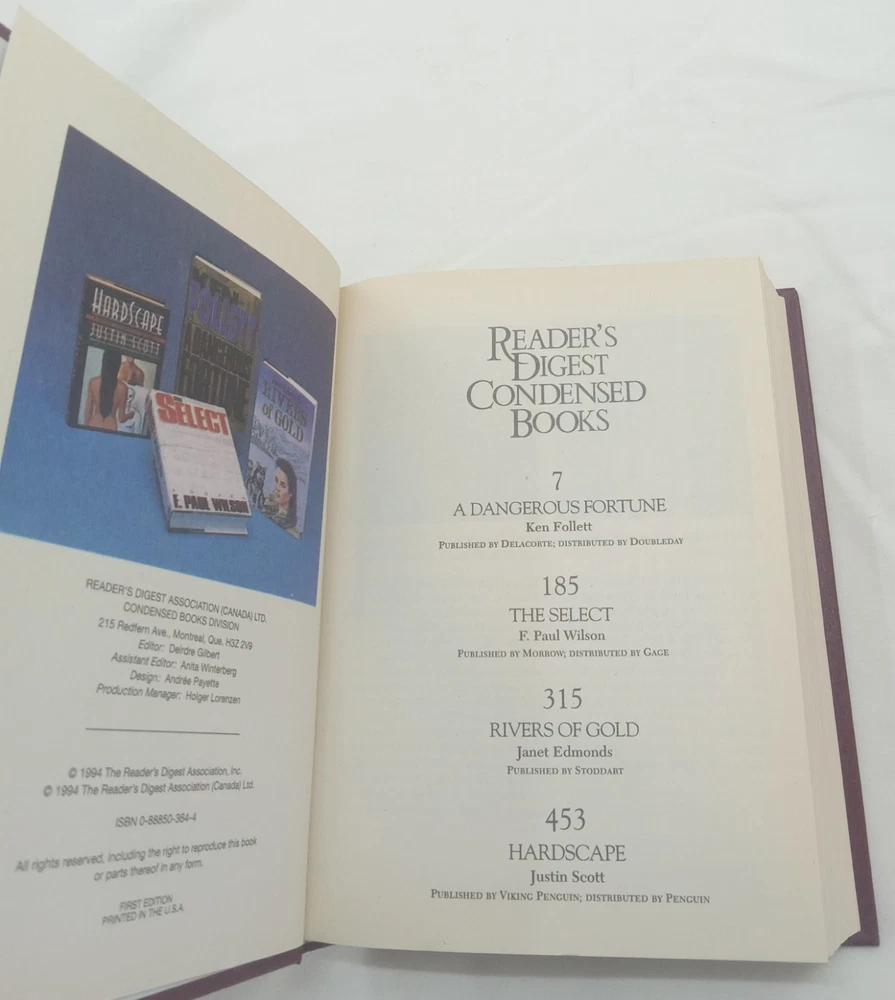 HARDSCAPE
JUSTIN SCOTT
FOLLETT
A DANGEROUS
FORTUNE
THE
SELECT
F. PAUL WILSON
RIVERS
of GOLD
READER'S DIGEST ASSOCIATION (CANADA) LTD.
CONDENSED BOOKS DIVISION
215 Redfern Ave., Montreal, Que. H3Z 2V9
Editor: Deirdre Gilbert
Assistant Editor: Anita Winterberg
Design: Andrée Payette
Production Manager: Holger Lorenzen
© 1994 The Reader's Digest Association, Inc.
© 1994 The Reader's Digest Association (Canada) Ltd.
ISBN 0-88850-364-4
All rights reserved, including the right to reproduce this book
or parts thereof in any form.
FIRST EDITION
PRINTED IN THE U.S.A.
READER'S
DIGEST
CONDENSED
BOOKS
7
A DANGEROUS FORTUNE
Ken Follett
PUBLISHED BY DELACORTE; DISTRIBUTED BY DOUBLEDAY
185
THE SELECT
F. Paul Wilson
PUBLISHED BY MORROW; DISTRIBUTED BY GAGE
315
RIVERS OF GOLD
Janet Edmonds
PUBLISHED BY STODDART
453
HARDSCAPE
Justin Scott
PUBLISHED BY VIKING PENGUIN; DISTRIBUTED BY PENGUIN